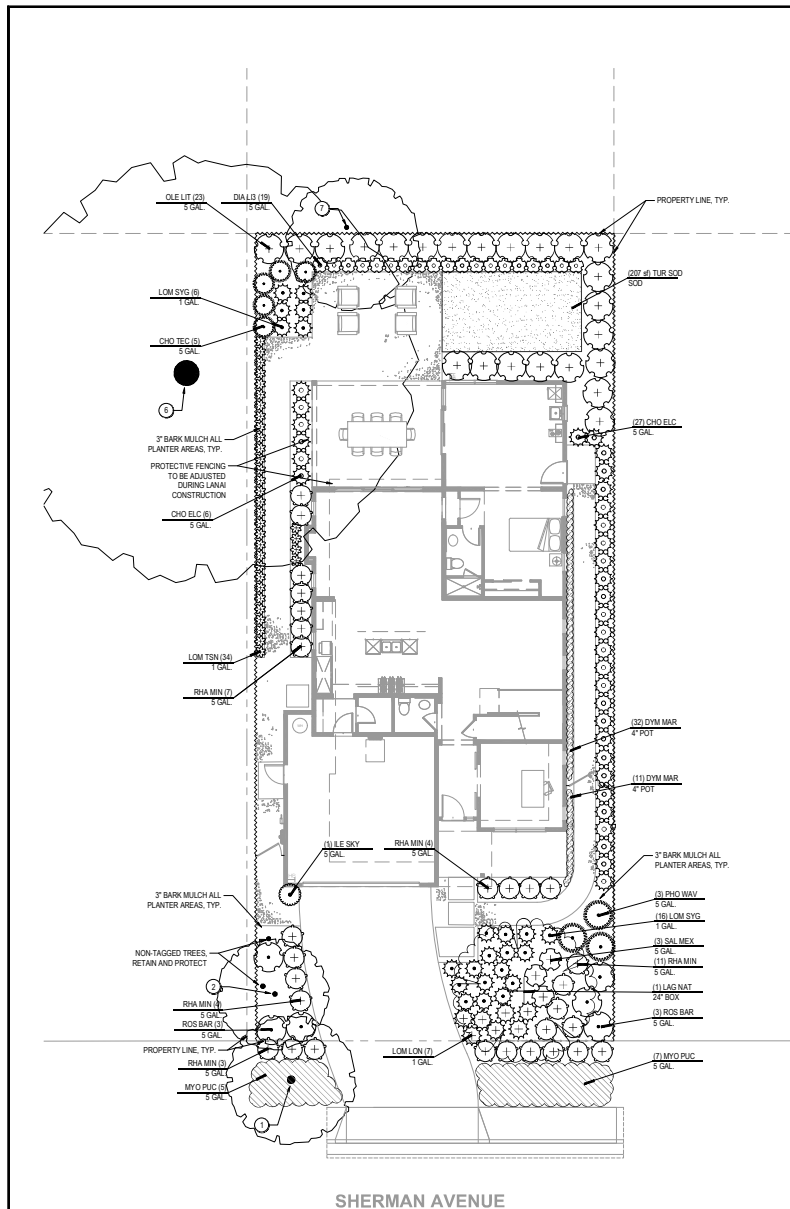 OLE LIT (23)
5 GAL.
DIA LI3 (19)
5 GAL.
7
PROPERTY LINE, TYP.
(207 sf) TUR SOD
SOD
LOM SYG (6)
1 GAL.
CHO TEC (5)
5 GAL.
6
(27) CHO ELC
5 GAL.
3" BARK MULCH ALL
PLANTER AREAS, TYP.
PROTECTIVE FENCING
TO BE ADJUSTED
DURING LANAI
CONSTRUCTION
CHO ELC (6)
5 GAL.
LOM TSN (34)
1 GAL.
RHA MIN (7)
5 GAL.
(32) DYM MAR
4" POT
(11) DYM MAR
4" POT
(1) ILE SKY
5 GAL.
RHA MIN (4)
5 GAL.
3" BARK MULCH ALL
PLANTER AREAS, TYP.
3" BARK MULCH ALL
PLANTER AREAS, TYP.
(3) PHO WAV
5 GAL.
(16) LOM SYG
1 GAL.
(3) SAL MEX
5 GAL.
(11) RHA MIN
5 GAL.
(1) LAG NAT
24" BOX
(3) ROS BAR
5 GAL.
NON-TAGGED TREES,
RETAIN AND PROTECT
2
RHA MIN (4)
5 GAL.
ROS BAR (3)
5 GAL.
PROPERTY LINE, TYP.
RHA MIN (3)
5 GAL.
MYO PUC (5)
5 GAL.
1
LOM LON (7)
1 GAL.
(7) MYO PUC
5 GAL.
SHERMAN AVENUE